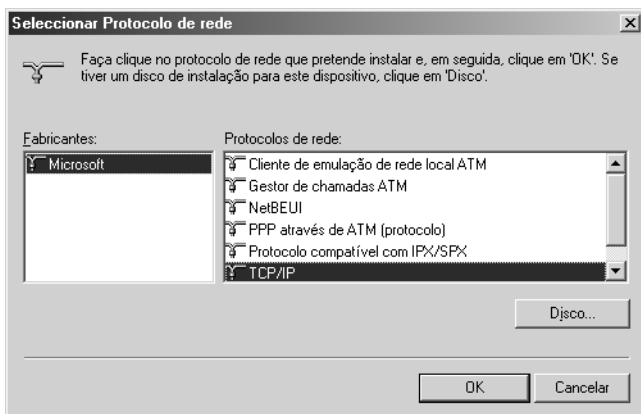 Seleccionar Protocolo de rede
Faça clique no protocolo de rede que pretende instalar e, em seguida, clique em 'OK'. Se
tiver um disco de instalação para este dispositivo, clique em 'Disco'.
Fabricantes:
Microsoft
Protocolos de rede:
Cliente de emulação de rede local ATM
Gestor de chamadas ATM
NetBEUI
PPP através de ATM (protocolo)
Protocolo compatível com IPX/SPX
TCP/IP
Disco...
OK
Cancelar